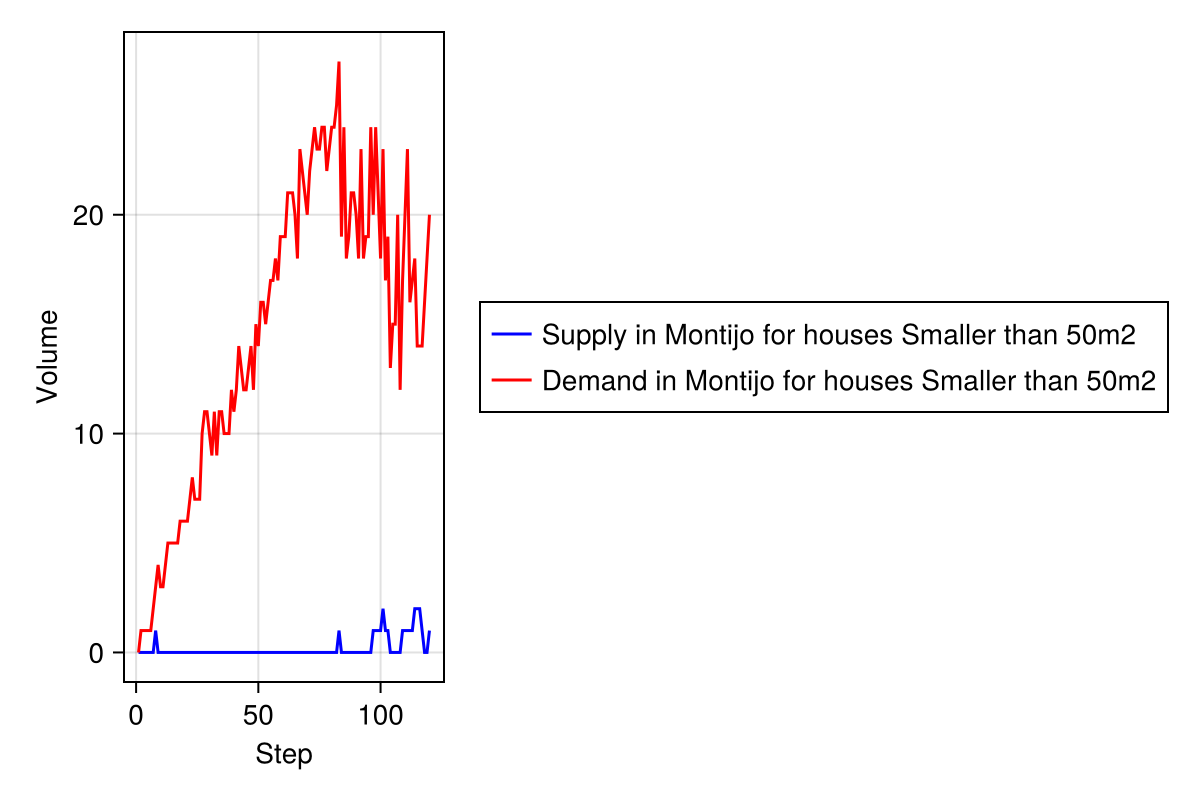 Volume
20
10
0
0 50 100
Step
Supply in Montijo for houses Smaller than 50m2
Demand in Montijo for houses Smaller than 50m2